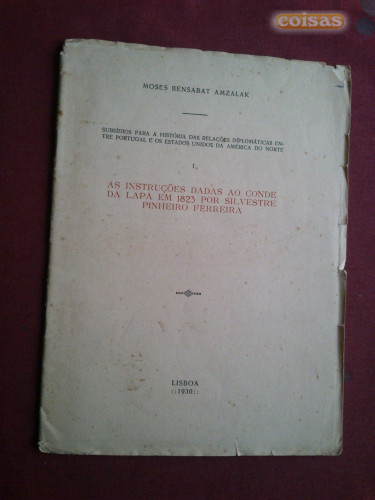 coisas
MOSES BENSABAT AMZALAK
SUBSÍDIOS PARA A HISTÓRIA DAS RELAÇÕES DIPLOMÁTICAS EN-
TRE PORTUGAL E OS ESTADOS UNIDOS DA AMÉRICA DO NORTE
I.
AS INSTRUÇÕES DADAS AO CONDE
DA LAPA EM 1823 POR SILVESTRE
PINHEIRO FERREIRA
LISBOA
::1930::